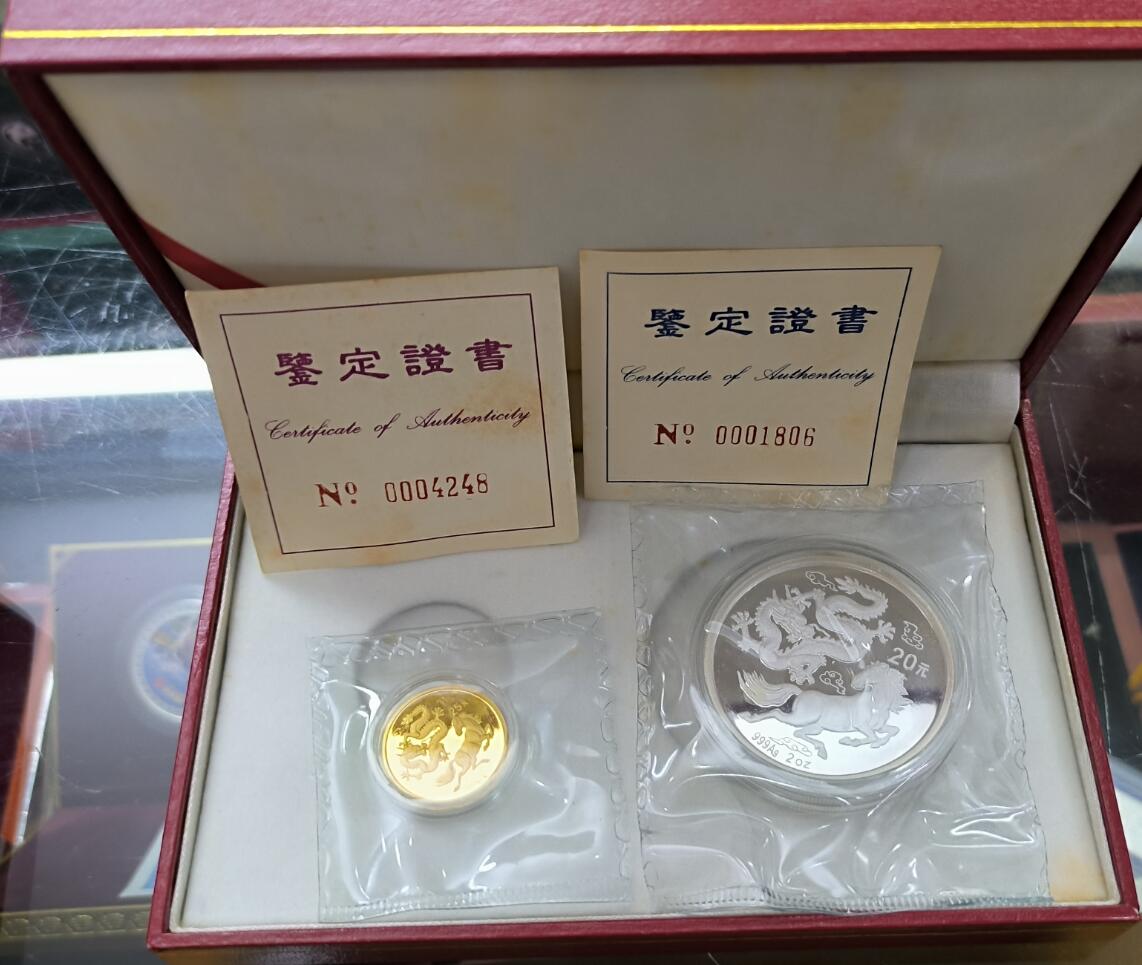 鑒定證書
Certificate of Authenticity
Nº 0004248
鑒定證書
Certificate of Authenticity
Nº 0001806
20元
999Ag 2oz